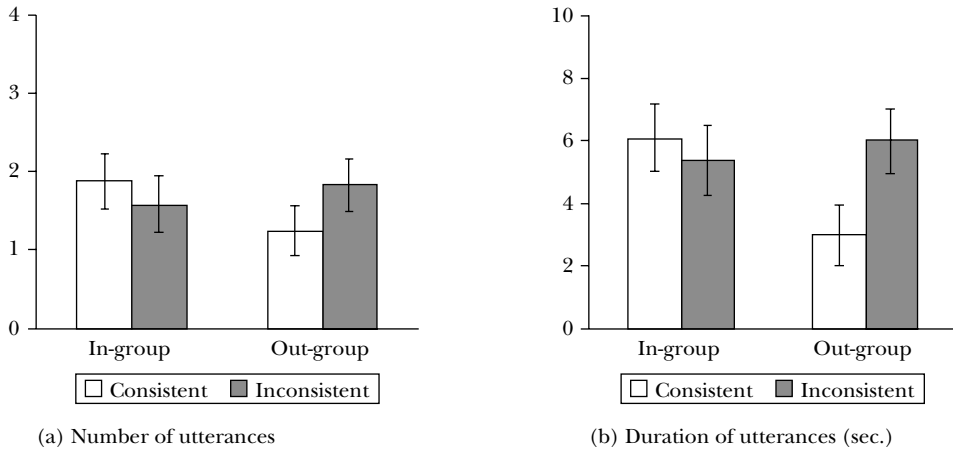 4
3
2
1
0
In-group Out-group
Consistent Inconsistent
(a) Number of utterances
10
8
6
4
2
0
In-group Out-group
Consistent Inconsistent
(b) Duration of utterances (sec.)